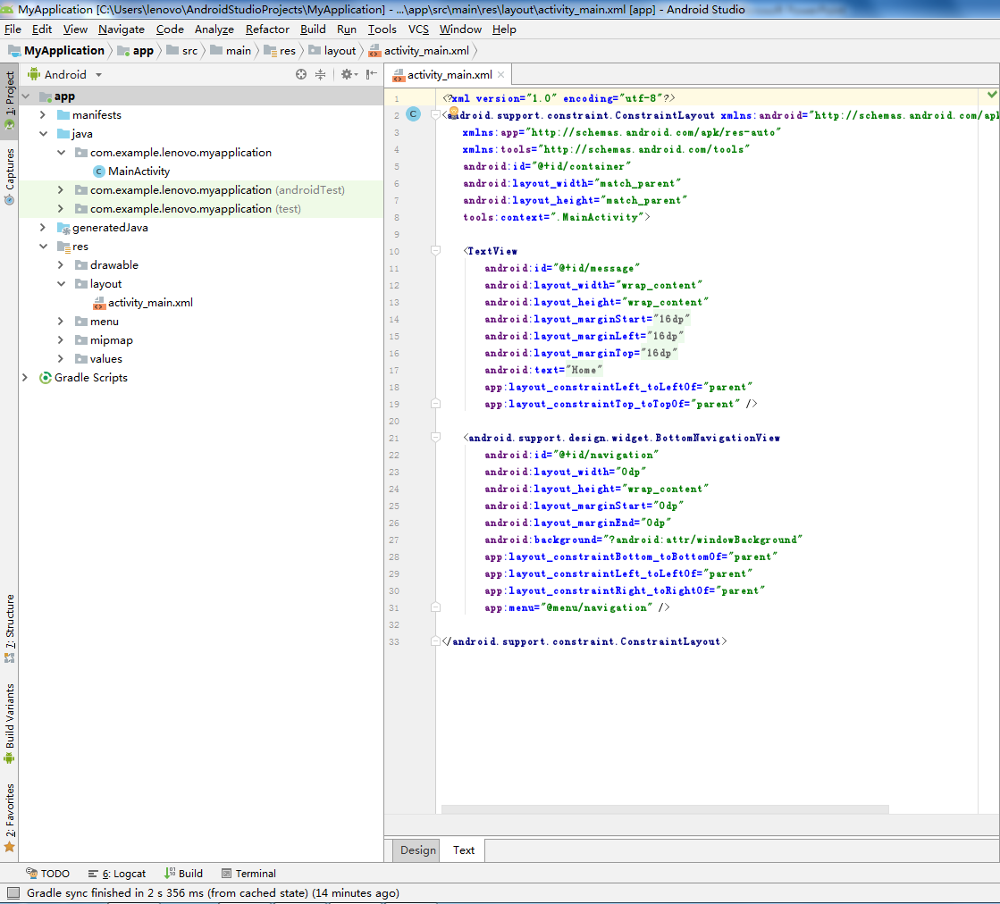 MyApplication [C:\Users\lenovo\AndroidStudioProjects\MyApplication] - ...\app\src\main\res\layout\activity_main.xml [app] - Android Studio
File Edit View Navigate Code Analyze Refactor Build Run Tools VCS Window Help
MyApplication app src main res layout activity_main.xml
1: Project
Captures
7: Structure
Build Variants
2: Favorites
Android
app
manifests
java
com.example.lenovo.myapplication
MainActivity
com.example.lenovo.myapplication (androidTest)
com.example.lenovo.myapplication (test)
generatedJava
res
drawable
layout
activity_main.xml
menu
mipmap
values
Gradle Scripts
activity_main.xml
1 <?xml version="1.0" encoding="utf-8"?>
2 <android.support.constraint.ConstraintLayout xmlns:android="http://schemas.android.com/apk
3 xmlns:app="http://schemas.android.com/apk/res-auto"
4 xmlns:tools="http://schemas.android.com/tools"
5 android:id="@+id/container"
6 android:layout_width="match_parent"
7 android:layout_height="match_parent"
8 tools:context=".MainActivity">
9
10 <TextView
11 android:id="@+id/message"
12 android:layout_width="wrap_content"
13 android:layout_height="wrap_content"
14 android:layout_marginStart="16dp"
15 android:layout_marginLeft="16dp"
16 android:layout_marginTop="16dp"
17 android:text="Home"
18 app:layout_constraintLeft_toLeftOf="parent"
19 app:layout_constraintTop_toTopOf="parent" />
20
21 <android.support.design.widget.BottomNavigationView
22 android:id="@+id/navigation"
23 android:layout_width="0dp"
24 android:layout_height="wrap_content"
25 android:layout_marginStart="0dp"
26 android:layout_marginEnd="0dp"
27 android:background="?android:attr/windowBackground"
28 app:layout_constraintBottom_toBottomOf="parent"
29 app:layout_constraintLeft_toLeftOf="parent"
30 app:layout_constraintRight_toRightOf="parent"
31 app:menu="@menu/navigation" />
32
33 </android.support.constraint.ConstraintLayout>
Design Text
TODO 6: Logcat Build Terminal
Gradle sync finished in 2 s 356 ms (from cached state) (14 minutes ago)